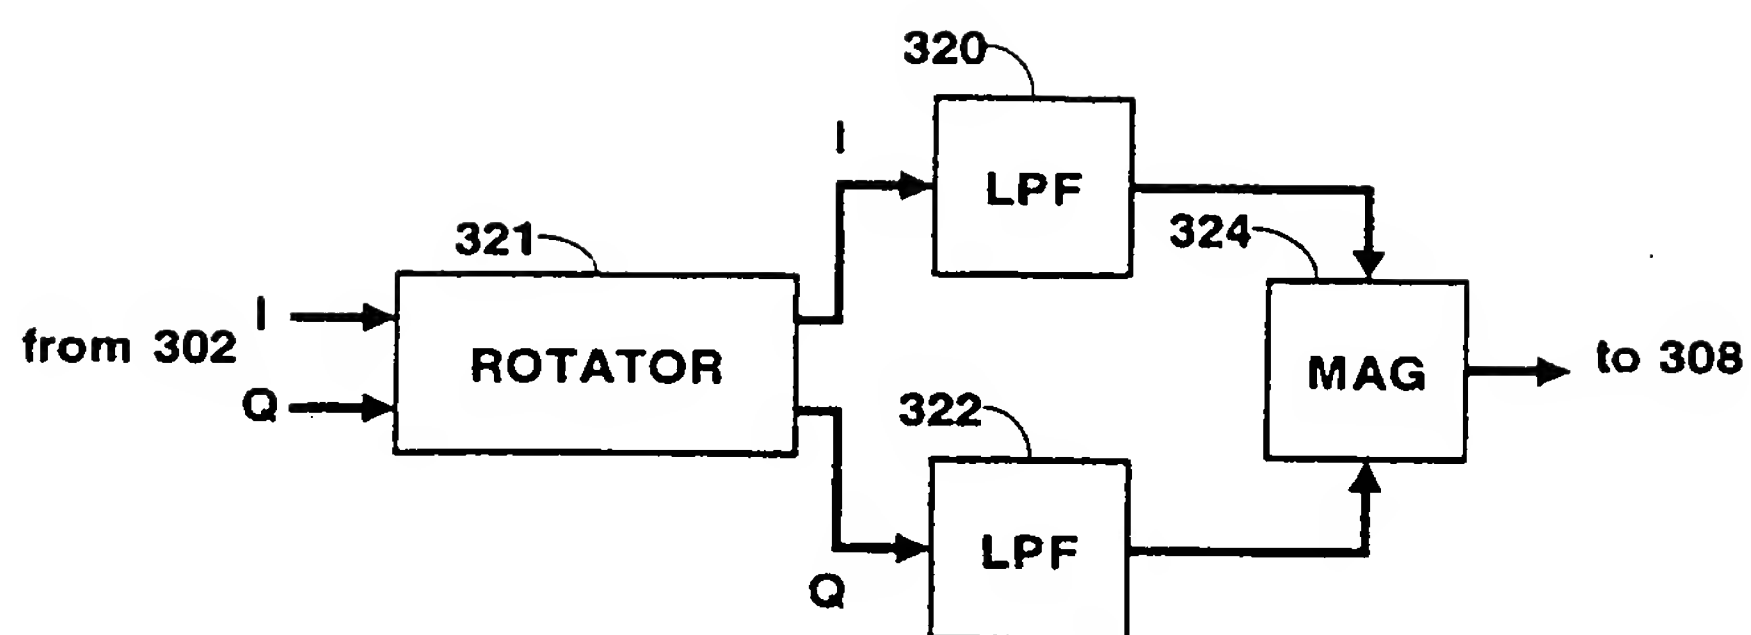 320
I
LPF
321
324
I
from 302
ROTATOR
Q
MAG
to 308
322
LPF
Q